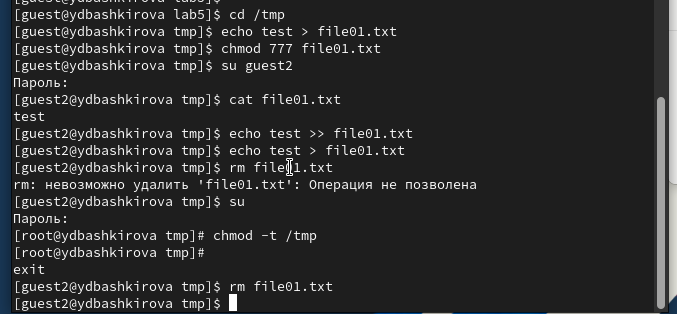 [guest@ydbashkirova lab5]$
[guest@ydbashkirova lab5]$ cd /tmp
[guest@ydbashkirova tmp]$ echo test > file01.txt
[guest@ydbashkirova tmp]$ chmod 777 file01.txt
[guest@ydbashkirova tmp]$ su guest2
Пароль:
[guest2@ydbashkirova tmp]$ cat file01.txt
test
[guest2@ydbashkirova tmp]$ echo test >> file01.txt
[guest2@ydbashkirova tmp]$ echo test > file01.txt
[guest2@ydbashkirova tmp]$ rm file01.txt
rm: невозможно удалить 'file01.txt': Операция не позволена
[guest2@ydbashkirova tmp]$ su
Пароль:
[root@ydbashkirova tmp]# chmod -t /tmp
[root@ydbashkirova tmp]#
exit
[guest2@ydbashkirova tmp]$ rm file01.txt
[guest2@ydbashkirova tmp]$